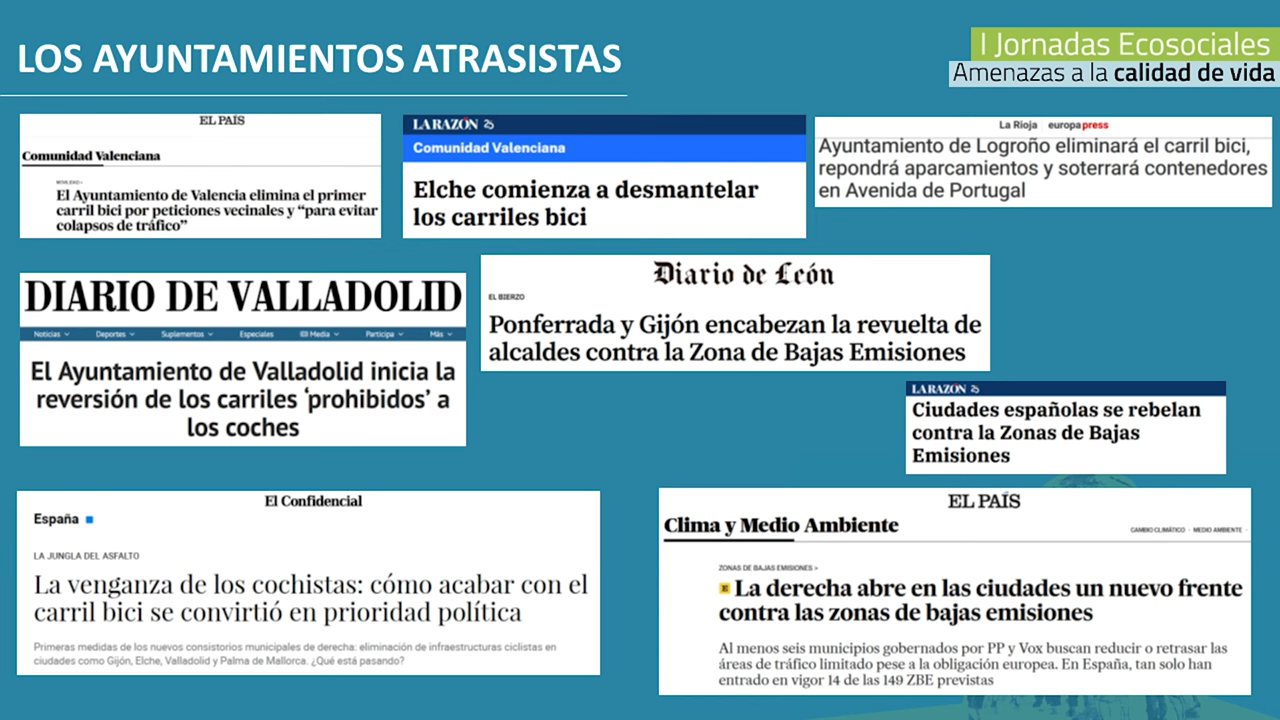 LOS AYUNTAMIENTOS ATRASISTAS
I Jornadas Ecosociales
Amenazas a la calidad de vida
EL PAÍS
Comunidad Valenciana
MOVILIDAD >
El Ayuntamiento de Valencia elimina el primer
carril bici por peticiones vecinales y “para evitar
colapsos de tráfico”
LA RAZÓN 25
Comunidad Valenciana
Elche comienza a desmantelar
los carriles bici
La Rioja europapress
Ayuntamiento de Logroño eliminará el carril bici,
repondrá aparcamientos y soterrará contenedores
en Avenida de Portugal
DIARIO DE VALLADOLID
Noticias Deportes Suplementos Especiales Media Participa Más
El Ayuntamiento de Valladolid inicia la
reversión de los carriles ‘prohibidos’ a
los coches
Diario de León
EL BIERZO
Ponferrada y Gijón encabezan la revuelta de
alcaldes contra la Zona de Bajas Emisiones
LA RAZÓN 25
Ciudades españolas se rebelan
contra la Zonas de Bajas
Emisiones
El Confidencial
España
LA JUNGLA DEL ASFALTO
La venganza de los cochistas: cómo acabar con el
carril bici se convirtió en prioridad política
Primeras medidas de los nuevos consistorios municipales de derecha: eliminación de infraestructuras ciclistas en
ciudades como Gijón, Elche, Valladolid y Palma de Mallorca. ¿Qué está pasando?
EL PAÍS
Clima y Medio Ambiente
CAMBIO CLIMÁTICO · MEDIO AMBIENTE ·
ZONAS DE BAJAS EMISIONES >
E La derecha abre en las ciudades un nuevo frente
contra las zonas de bajas emisiones
Al menos seis municipios gobernados por PP y Vox buscan reducir o retrasar las
áreas de tráfico limitado pese a la obligación europea. En España, tan solo han
entrado en vigor 14 de las 149 ZBE previstas